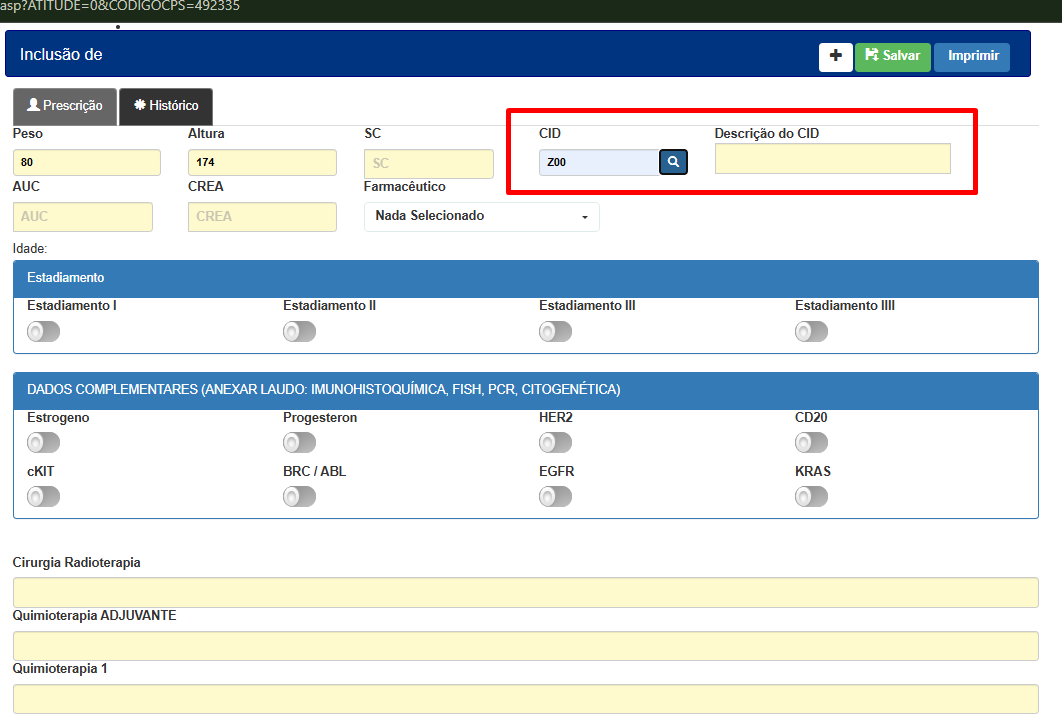 asp?ATITUDE=0&CODIGOCPS=492335
Inclusão de
+ Salvar Imprimir
Prescrição Histórico
Peso Altura SC CID Descrição do CID
80 174 SC Z00
AUC CREA Farmacêutico
AUC CREA Nada Selecionado
Idade:
Estadiamento
Estadiamento I Estadiamento II Estadiamento III Estadiamento IIII
DADOS COMPLEMENTARES (ANEXAR LAUDO: IMUNOHISTOQUÍMICA, FISH, PCR, CITOGENÉTICA)
Estrogeno Progesteron HER2 CD20
cKIT BRC / ABL EGFR KRAS
Cirurgia Radioterapia
Quimioterapia ADJUVANTE
Quimioterapia 1